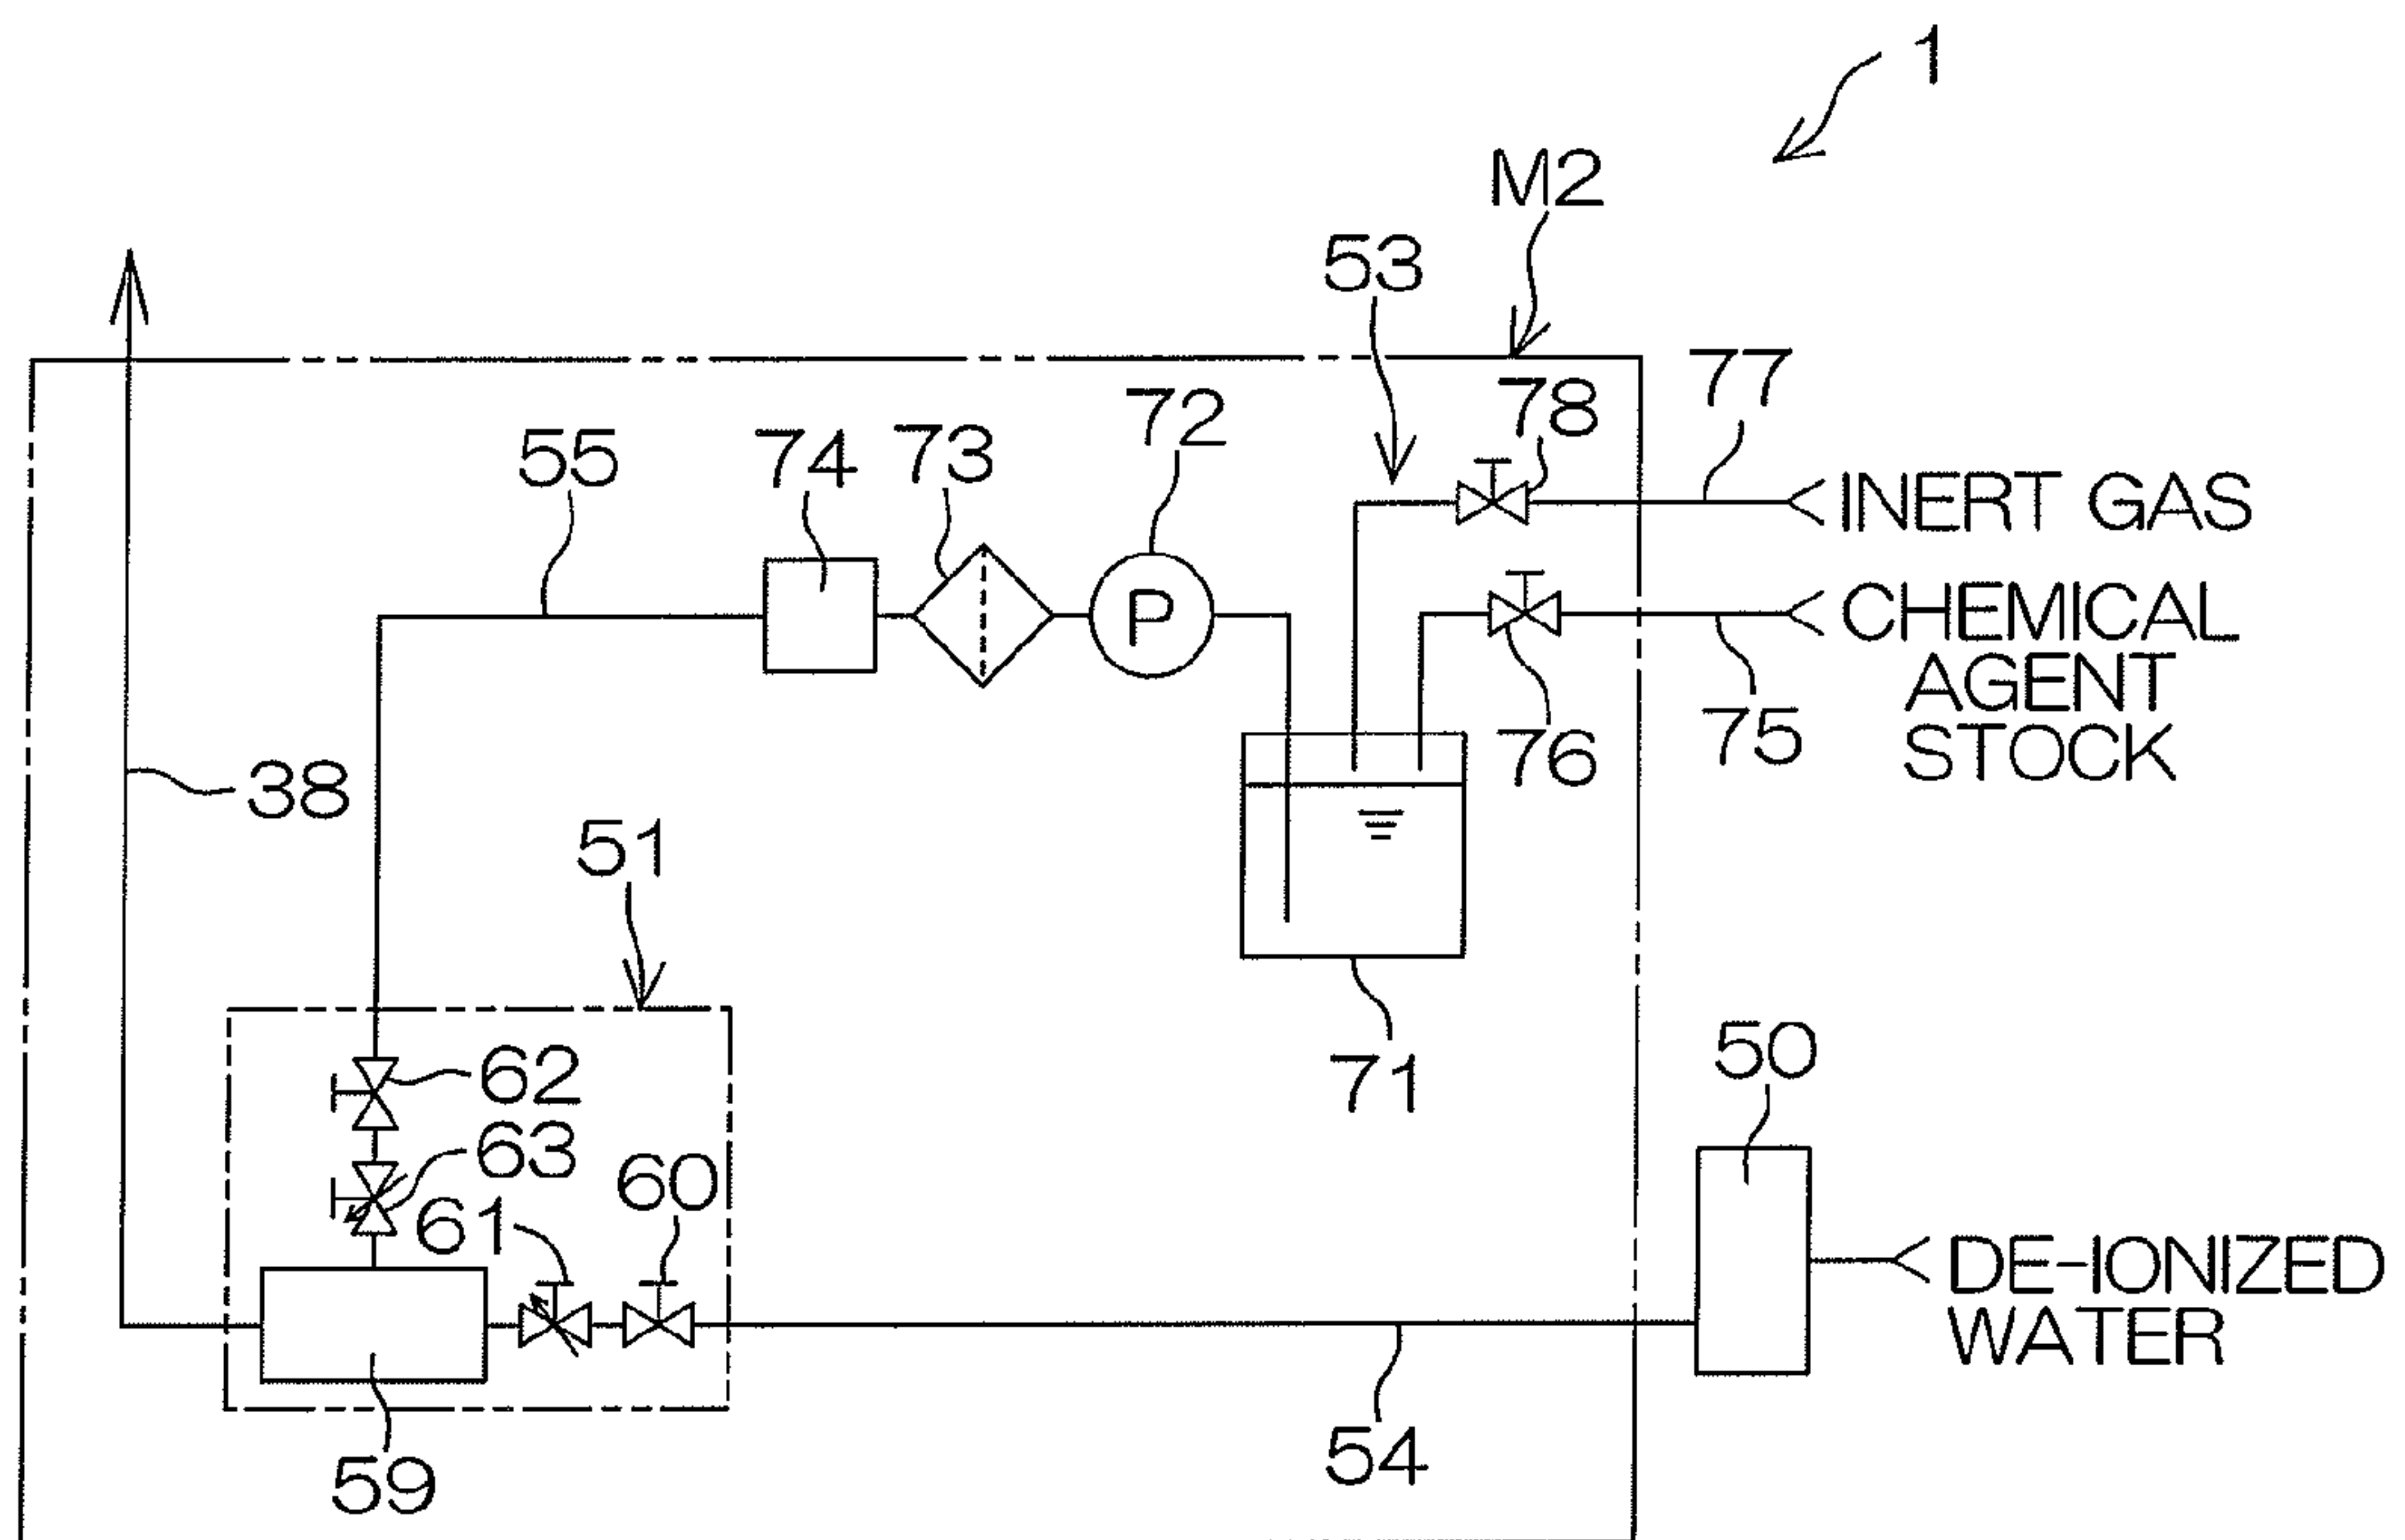 1
M2
53
77
78
72
55
74
73
INERT GAS
P
CHEMICAL
AGENT
STOCK
75
76
38
51
71
50
62
63
60
61
DE-IONIZED
WATER
54
59